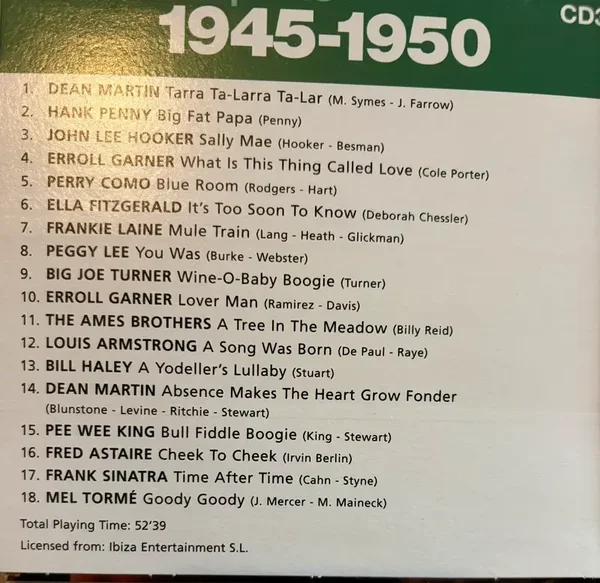 1945-1950
CD3
1. DEAN MARTIN Tarra Ta-Larra Ta-Lar (M. Symes - J. Farrow)
2. HANK PENNY Big Fat Papa (Penny)
3. JOHN LEE HOOKER Sally Mae (Hooker - Besman)
4. ERROLL GARNER What Is This Thing Called Love (Cole Porter)
5. PERRY COMO Blue Room (Rodgers - Hart)
6. ELLA FITZGERALD It's Too Soon To Know (Deborah Chessler)
7. FRANKIE LAINE Mule Train (Lang - Heath - Glickman)
8. PEGGY LEE You Was (Burke - Webster)
9. BIG JOE TURNER Wine-O-Baby Boogie (Turner)
10. ERROLL GARNER Lover Man (Ramirez - Davis)
11. THE AMES BROTHERS A Tree In The Meadow (Billy Reid)
12. LOUIS ARMSTRONG A Song Was Born (De Paul - Raye)
13. BILL HALEY A Yodeller's Lullaby (Stuart)
14. DEAN MARTIN Absence Makes The Heart Grow Fonder
(Blunstone - Levine - Ritchie - Stewart)
15. PEE WEE KING Bull Fiddle Boogie (King - Stewart)
16. FRED ASTAIRE Cheek To Cheek (Irvin Berlin)
17. FRANK SINATRA Time After Time (Cahn - Styne)
18. MEL TORMÉ Goody Goody (J. Mercer - M. Maineck)
Total Playing Time: 52'39
Licensed from: Ibiza Entertainment S.L.